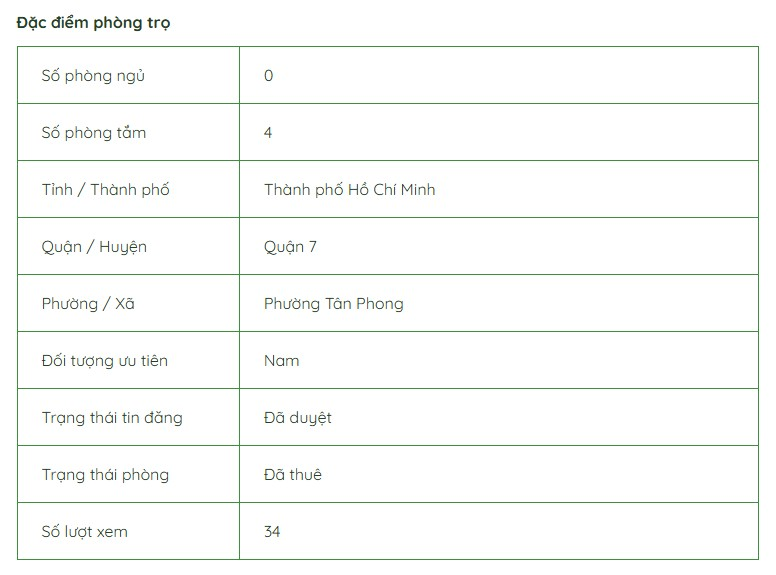 Đặc điểm phòng trọ
Số phòng ngủ 0
Số phòng tắm 4
Tỉnh / Thành phố Thành phố Hồ Chí Minh
Quận / Huyện Quận 7
Phường / Xã Phường Tân Phong
Đối tượng ưu tiên Nam
Trạng thái tin đăng Đã duyệt
Trạng thái phòng Đã thuê
Số lượt xem 34